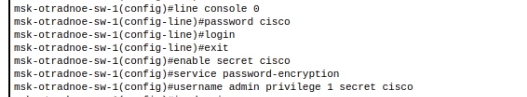 msk-otradnoe-sw-1(config)#line console 0
msk-otradnoe-sw-1(config-line)#password cisco
msk-otradnoe-sw-1(config-line)#login
msk-otradnoe-sw-1(config-line)#exit
msk-otradnoe-sw-1(config)#enable secret cisco
msk-otradnoe-sw-1(config)#service password-encryption
msk-otradnoe-sw-1(config)#username admin privilege 1 secret cisco